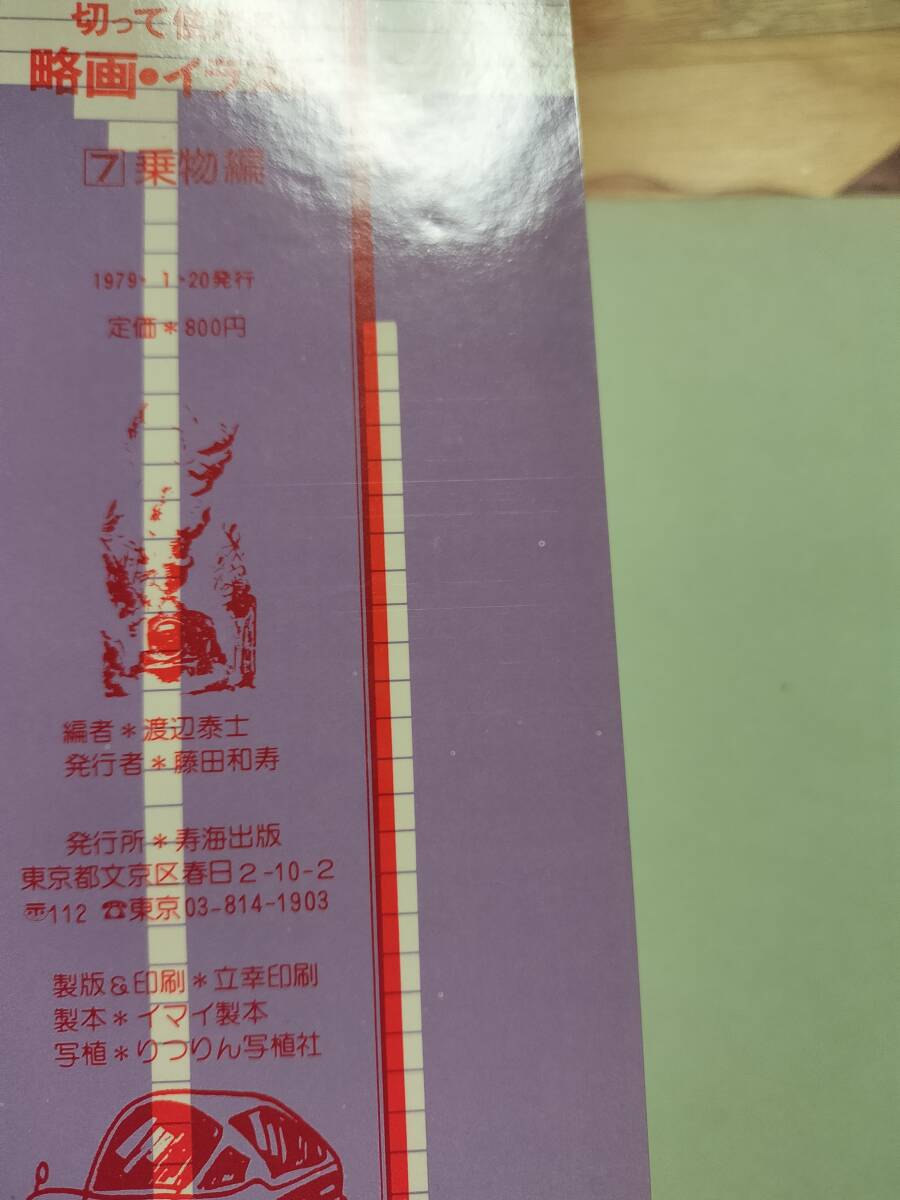 切って使
略画•イラスト
7 乗物編
1979・1・20発行
定価*800円
編者*渡辺泰士
発行者*藤田和寿
発行所*寿海出版
東京都文京区春日2-10-2
〠112 ☎東京03-814-1903
製版&印刷*立幸印刷
製本*イマイ製本
写植*りつりん写植社